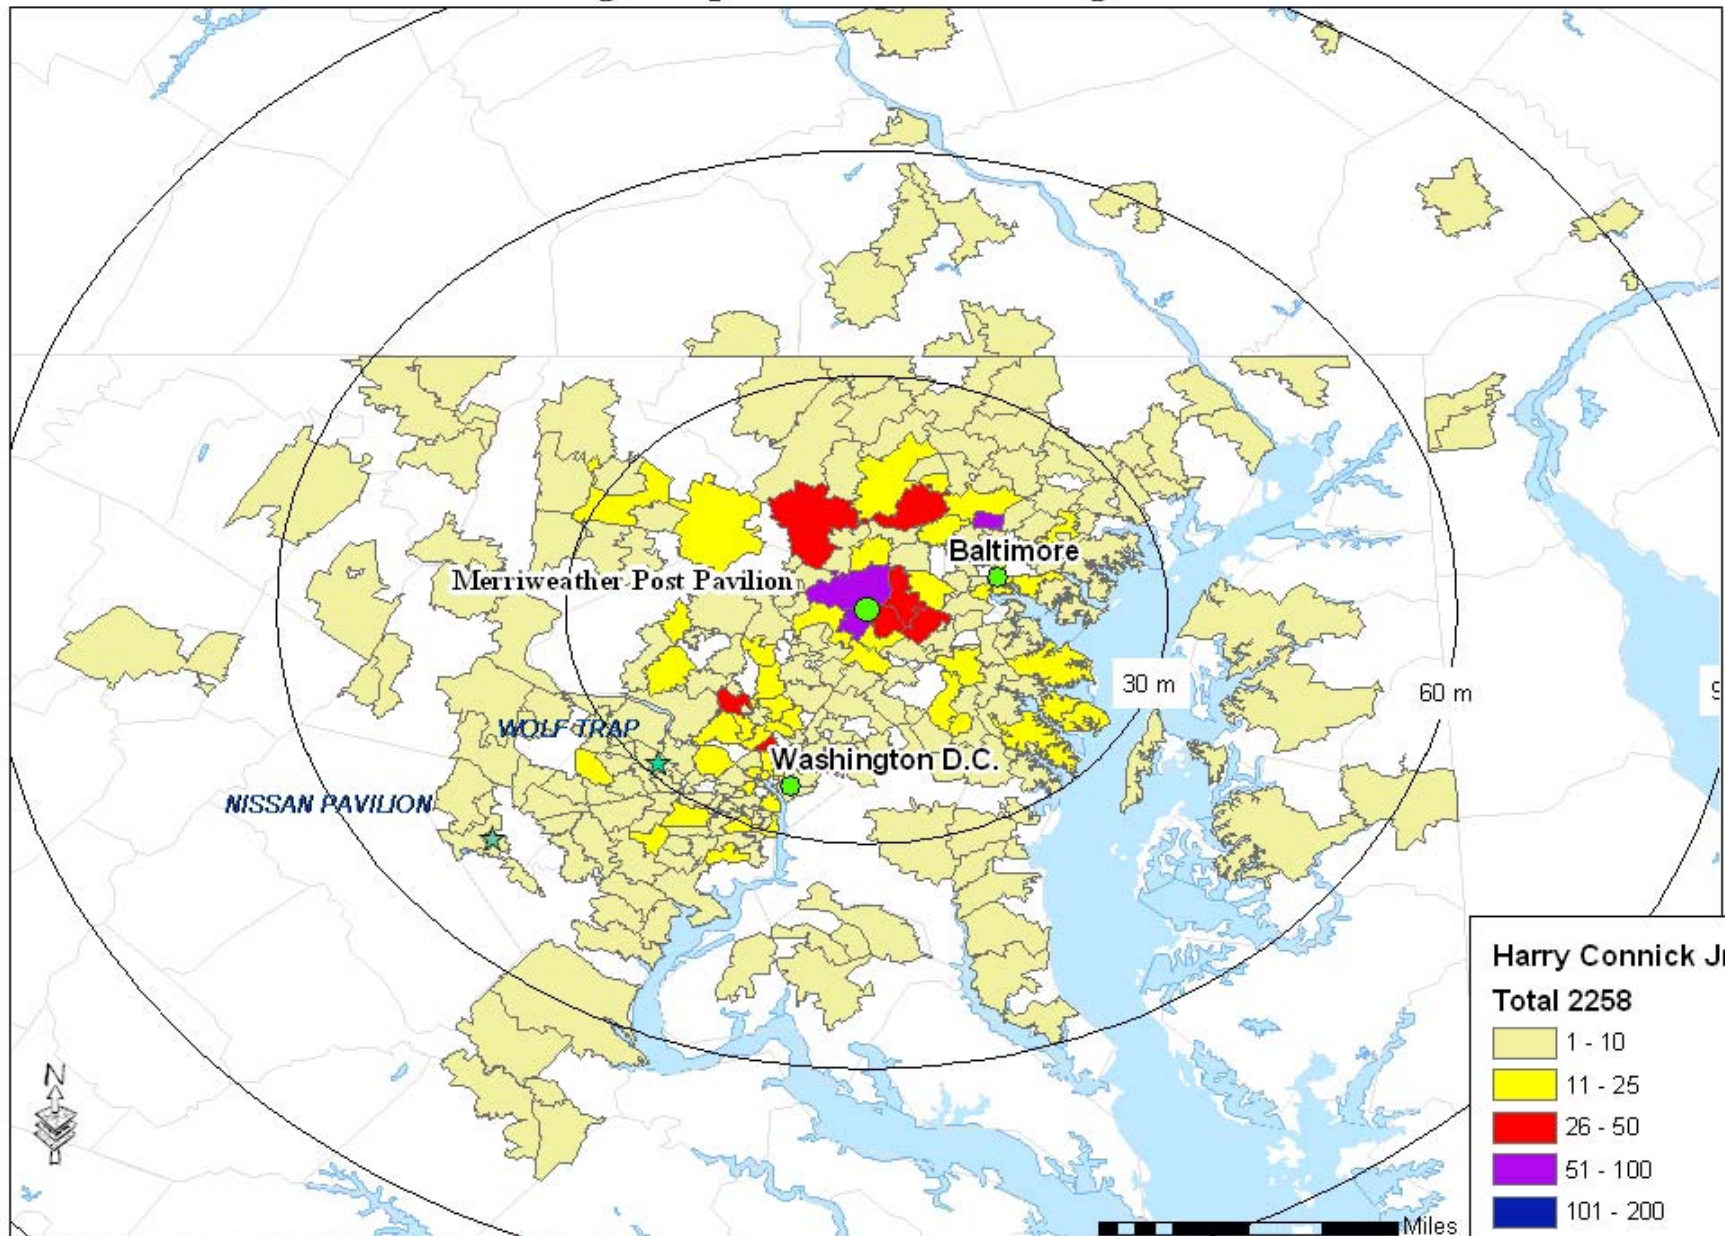 Baltimore
Merriweather Post Pavilion
30 m
60 m
9
WOLF TRAP
Washington D.C.
NISSAN PAVILION
Harry Connick Jr
Total 2258
1 - 10
11 - 25
26 - 50
51 - 100
101 - 200
N
Miles